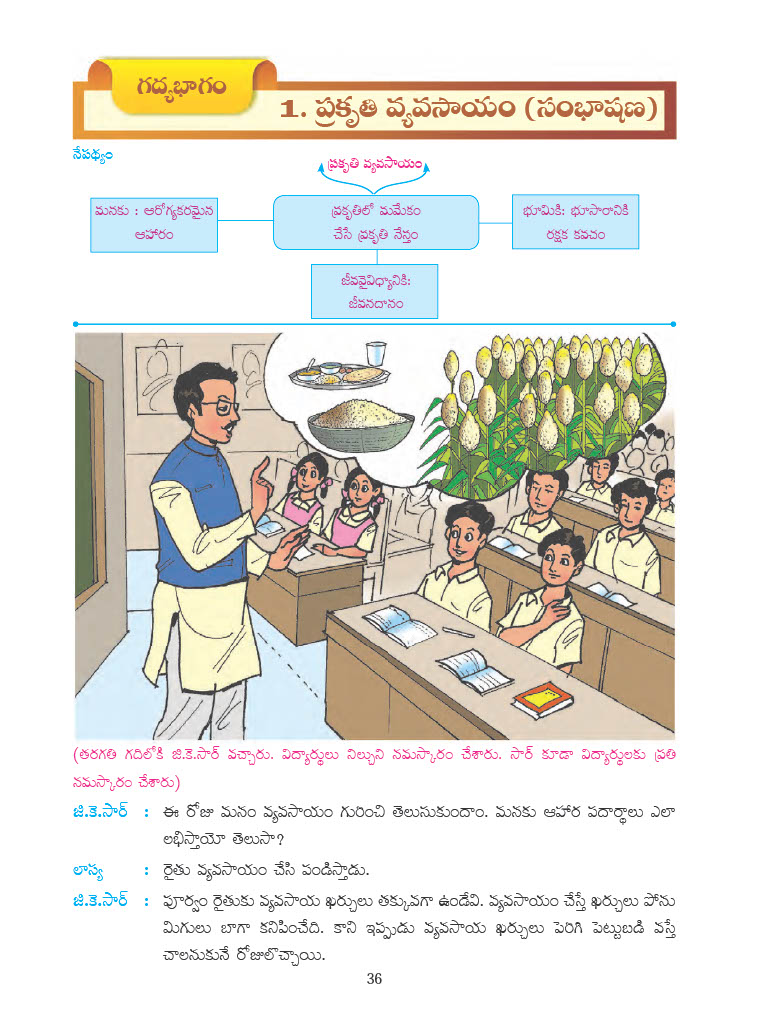 గద్యభాగం
1. ప్రకృతి వ్యవసాయం (సంభాషణ)
నేపథ్యం
ప్రకృతి వ్యవసాయం
మనకు : ఆరోగ్యకరమైన
ఆహారం
ప్రకృతిలో మమేకం
చేసే ప్రకృతి నేస్తం
భూమికి: భూసారానికి
రక్షక కవచం
జీవవైవిధ్యానికి:
జీవనదానం
(తరగతి గదిలోకి జి.కె.సార్ వచ్చారు. విద్యార్థులు నిల్చుని నమస్కారం చేశారు. సార్ కూడా విద్యార్థులకు ప్రతి
నమస్కారం చేశారు)
జి.కె.సార్ : ఈ రోజు మనం వ్యవసాయం గురించి తెలుసుకుందాం. మనకు ఆహార పదార్థాలు ఎలా
లభిస్తాయో తెలుసా?
లాస్య : రైతు వ్యవసాయం చేసి పండిస్తాడు.
జి.కె.సార్ : పూర్వం రైతుకు వ్యవసాయ ఖర్చులు తక్కువగా ఉండేవి. వ్యవసాయం చేస్తే ఖర్చులు పోను
మిగులు బాగా కనిపించేది. కాని ఇప్పుడు వ్యవసాయ ఖర్చులు పెరిగి పెట్టుబడి వస్తే
చాలనుకునే రోజులొచ్చాయి.
36